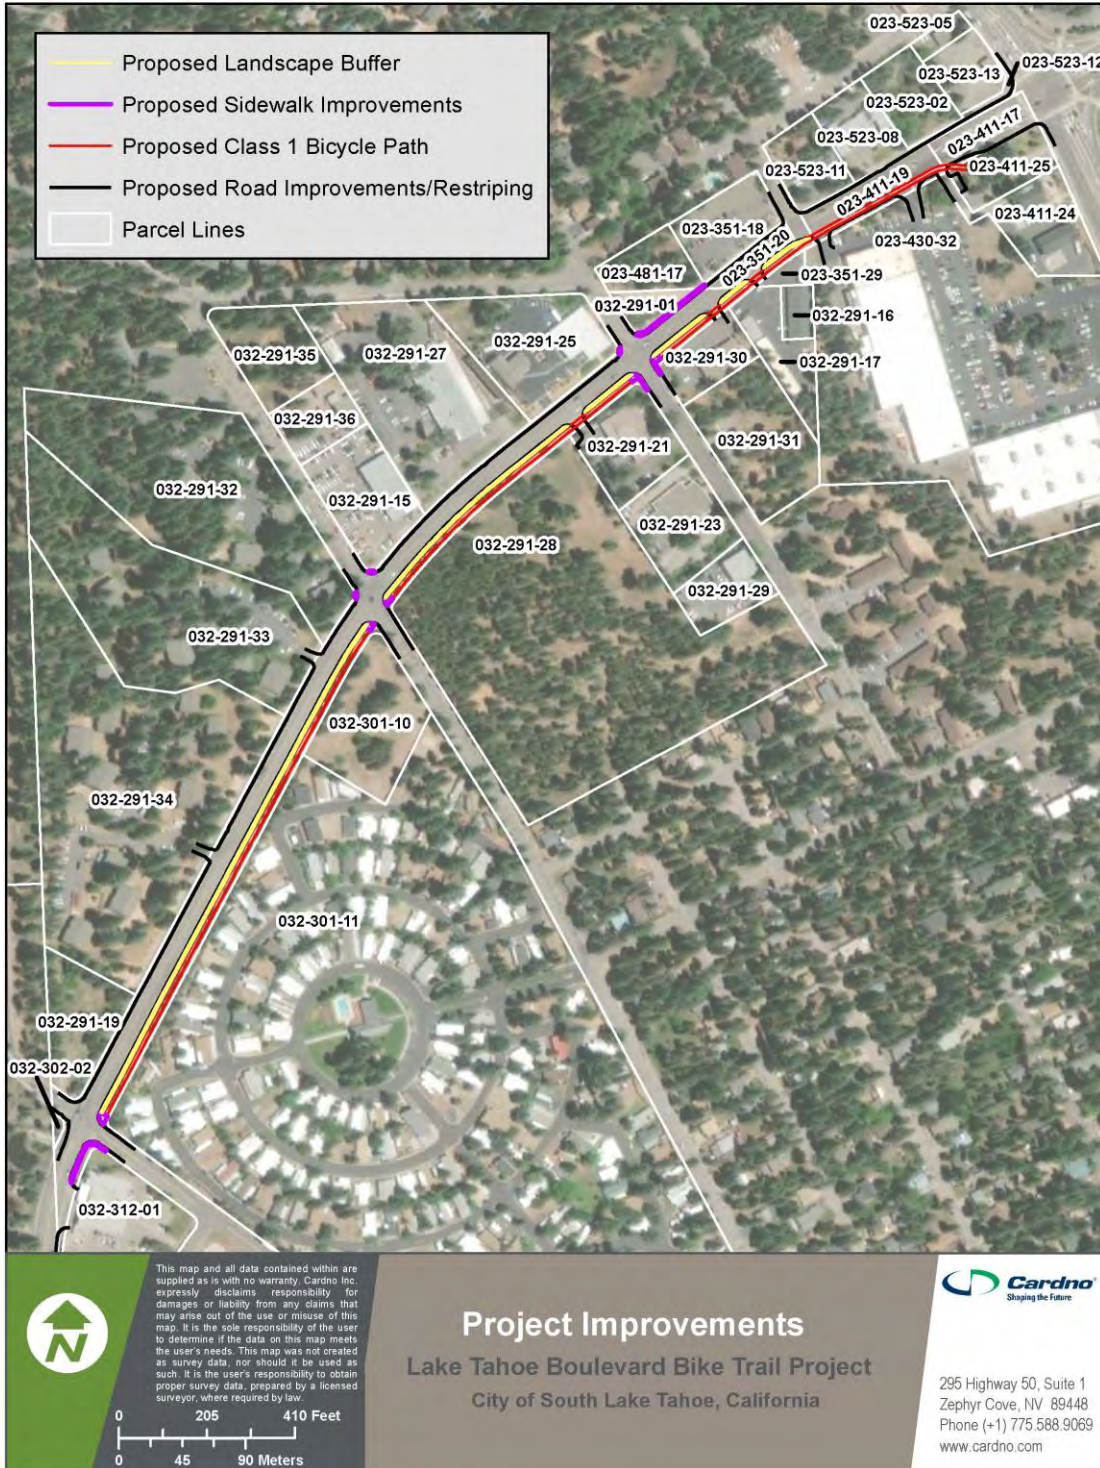 Proposed Landscape Buffer
Proposed Sidewalk Improvements
Proposed Class 1 Bicycle Path
Proposed Road Improvements/Restriping
Parcel Lines
023-523-05
023-523-12
023-523-13
023-523-02
023-411-17
023-523-08
023-523-11
023-411-25
023-411-19
023-411-24
023-351-18
023-430-32
023-351-20
023-481-17
023-351-29
032-291-01
032-291-16
032-291-35
032-291-27
032-291-25
032-291-30
032-291-17
032-291-36
032-291-21
032-291-31
032-291-32
032-291-15
032-291-23
032-291-28
032-291-29
032-291-33
032-301-10
032-291-34
032-301-11
032-291-19
032-302-02
032-312-01
N
This map and all data contained within are
supplied as is with no warranty. Cardno Inc.
expressly disclaims responsibility for
damages or liability from any claims that
may arise out of the use or misuse of this
map. It is the sole responsibility of the user
to determine if the data on this map meets
the user's needs. This map was not created
as survey data, nor should it be used as
such. It is the user's responsibility to obtain
proper survey data, prepared by a licensed
surveyor, where required by law.
0 205 410 Feet
0 45 90 Meters
Project Improvements
Lake Tahoe Boulevard Bike Trail Project
City of South Lake Tahoe, California
Cardno
Shaping the Future
295 Highway 50, Suite 1
Zephyr Cove, NV 89448
Phone (+1) 775.588.9069
www.cardno.com